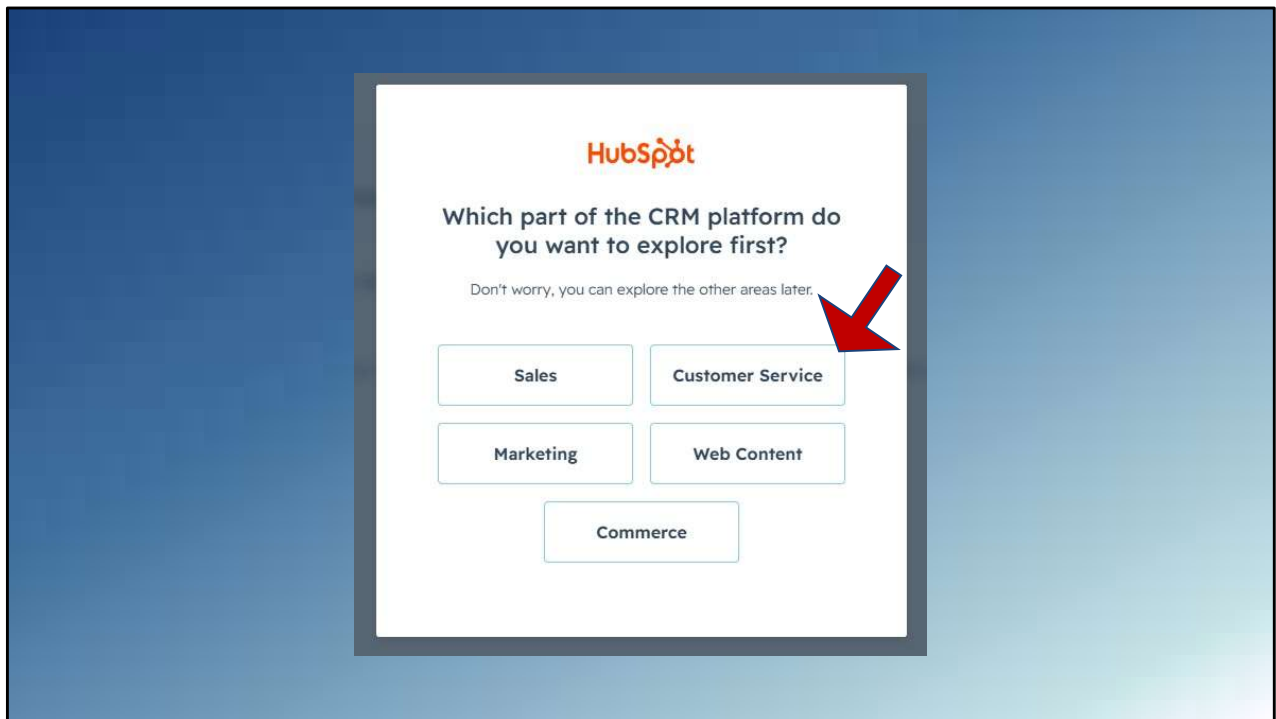 HubSpot
Which part of the CRM platform do
you want to explore first?
Don't worry, you can explore the other areas later.
Sales
Customer Service
Marketing
Web Content
Commerce